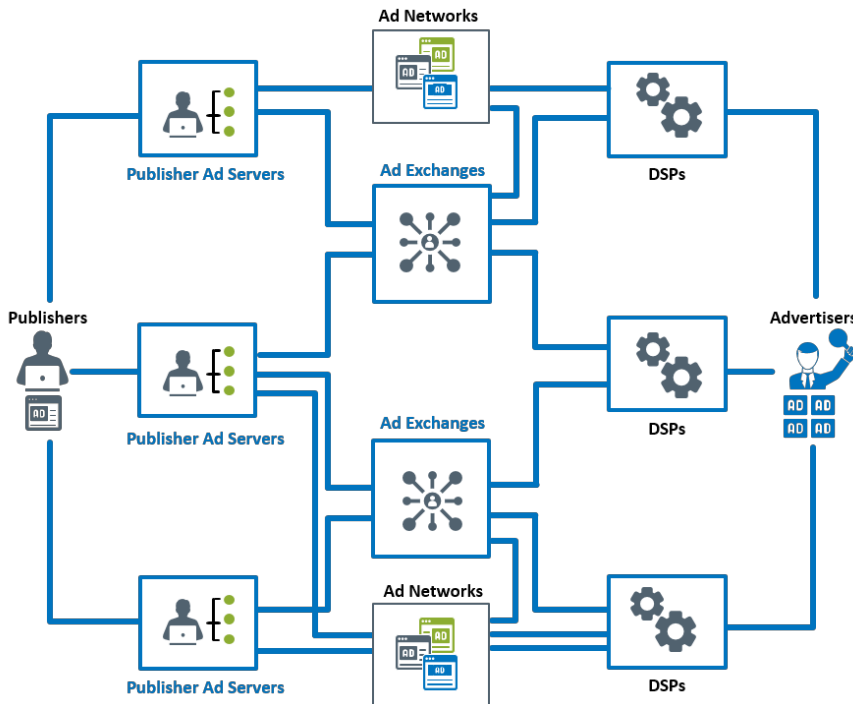 Ad Networks
AD
AD
AD
Publisher Ad Servers
Ad Exchanges
DSPs
Publishers
Advertisers
AD
AD AD
AD AD
Publisher Ad Servers
Ad Exchanges
DSPs
Ad Networks
AD
AD
AD
Publisher Ad Servers
DSPs